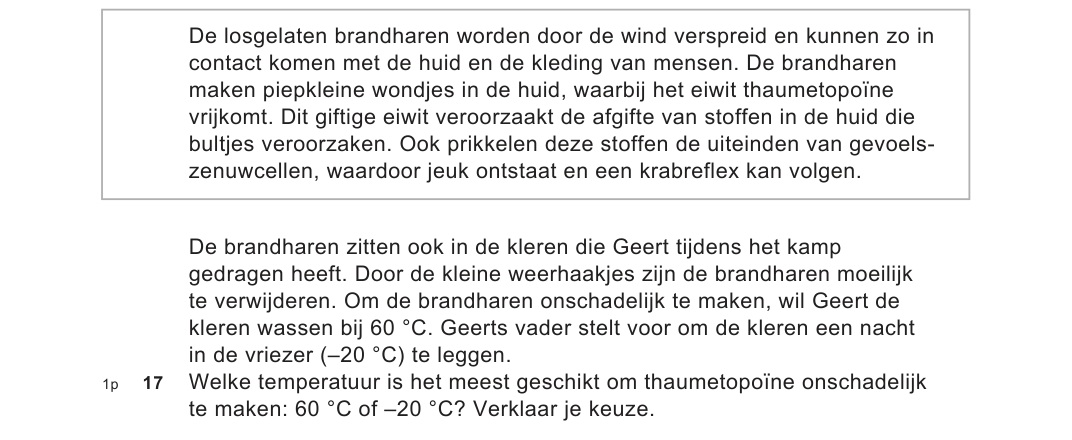 De losgelaten brandharen worden door de wind verspreid en kunnen zo in
contact komen met de huid en de kleding van mensen. De brandharen
maken piepkleine wondjes in de huid, waarbij het eiwit thaumetopoïne
vrijkomt. Dit giftige eiwit veroorzaakt de afgifte van stoffen in de huid die
bultjes veroorzaken. Ook prikkelen deze stoffen de uiteinden van gevoels-
zenuwcellen, waardoor jeuk ontstaat en een krabreflex kan volgen.
De brandharen zitten ook in de kleren die Geert tijdens het kamp
gedragen heeft. Door de kleine weerhaakjes zijn de brandharen moeilijk
te verwijderen. Om de brandharen onschadelijk te maken, wil Geert de
kleren wassen bij 60 °C. Geerts vader stelt voor om de kleren een nacht
in de vriezer (–20 °C) te leggen.
1p 17 Welke temperatuur is het meest geschikt om thaumetopoïne onschadelijk
te maken: 60 °C of –20 °C? Verklaar je keuze.